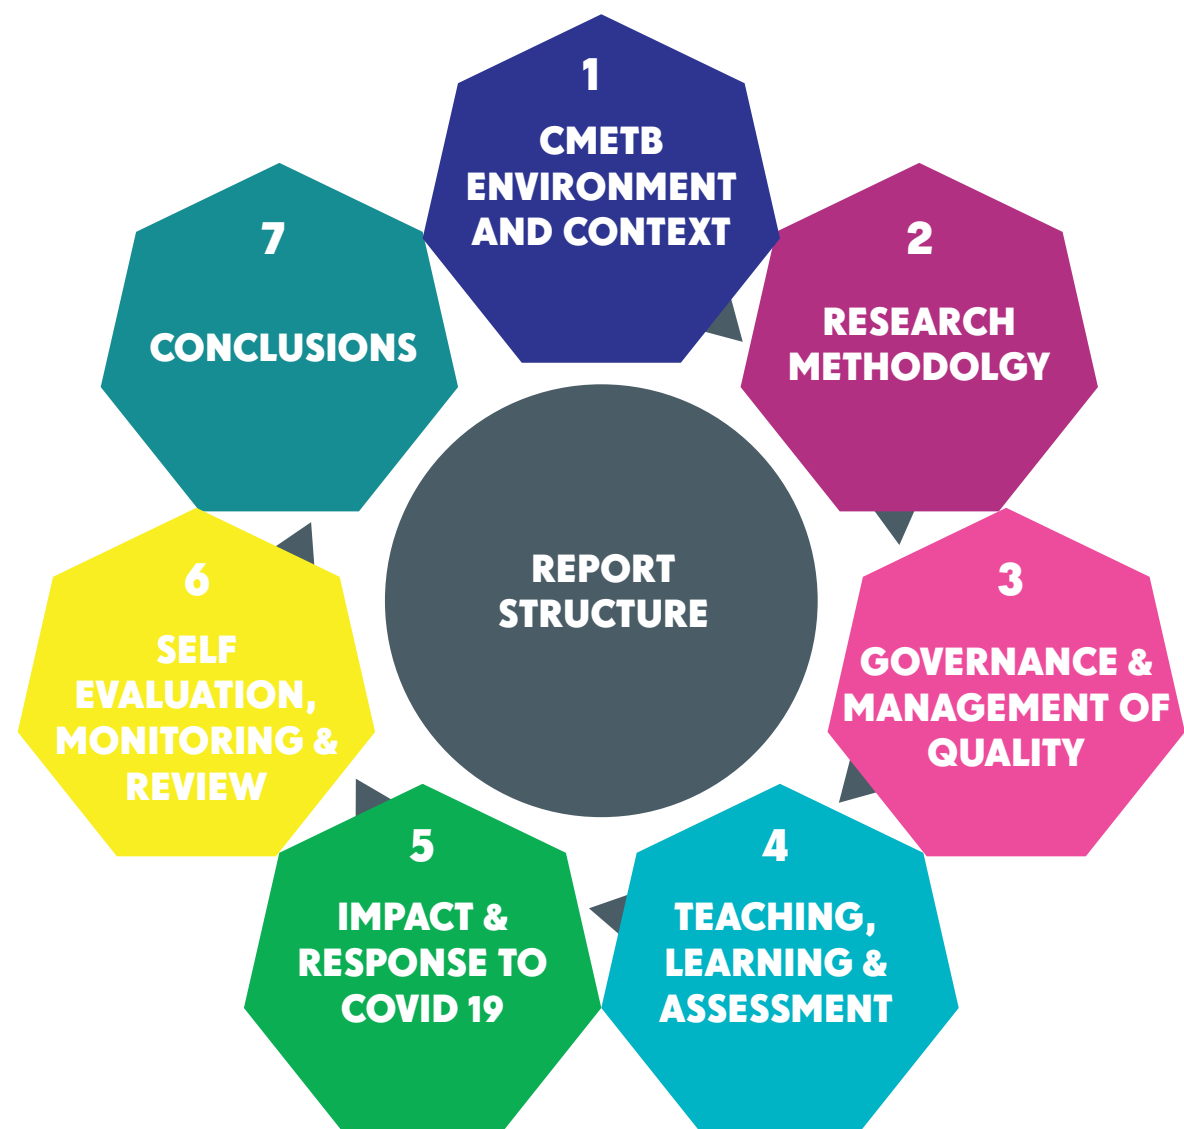 1
CMETB
ENVIRONMENT
AND CONTEXT
2
RESEARCH
METHODOLGY
3
GOVERNANCE &
MANAGEMENT OF
QUALITY
4
TEACHING,
LEARNING &
ASSESSMENT
5
IMPACT &
RESPONSE TO
COVID 19
6
SELF
EVALUATION,
MONITORING &
REVIEW
7
CONCLUSIONS
REPORT
STRUCTURE